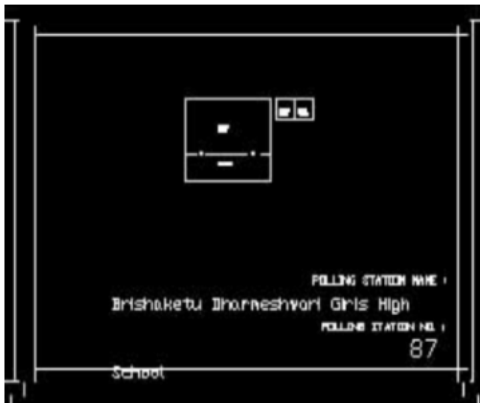 POLLING STATION NAME :
Brishaketu Dharmeshvari Girls High
POLLING STATION NO. :
87
School